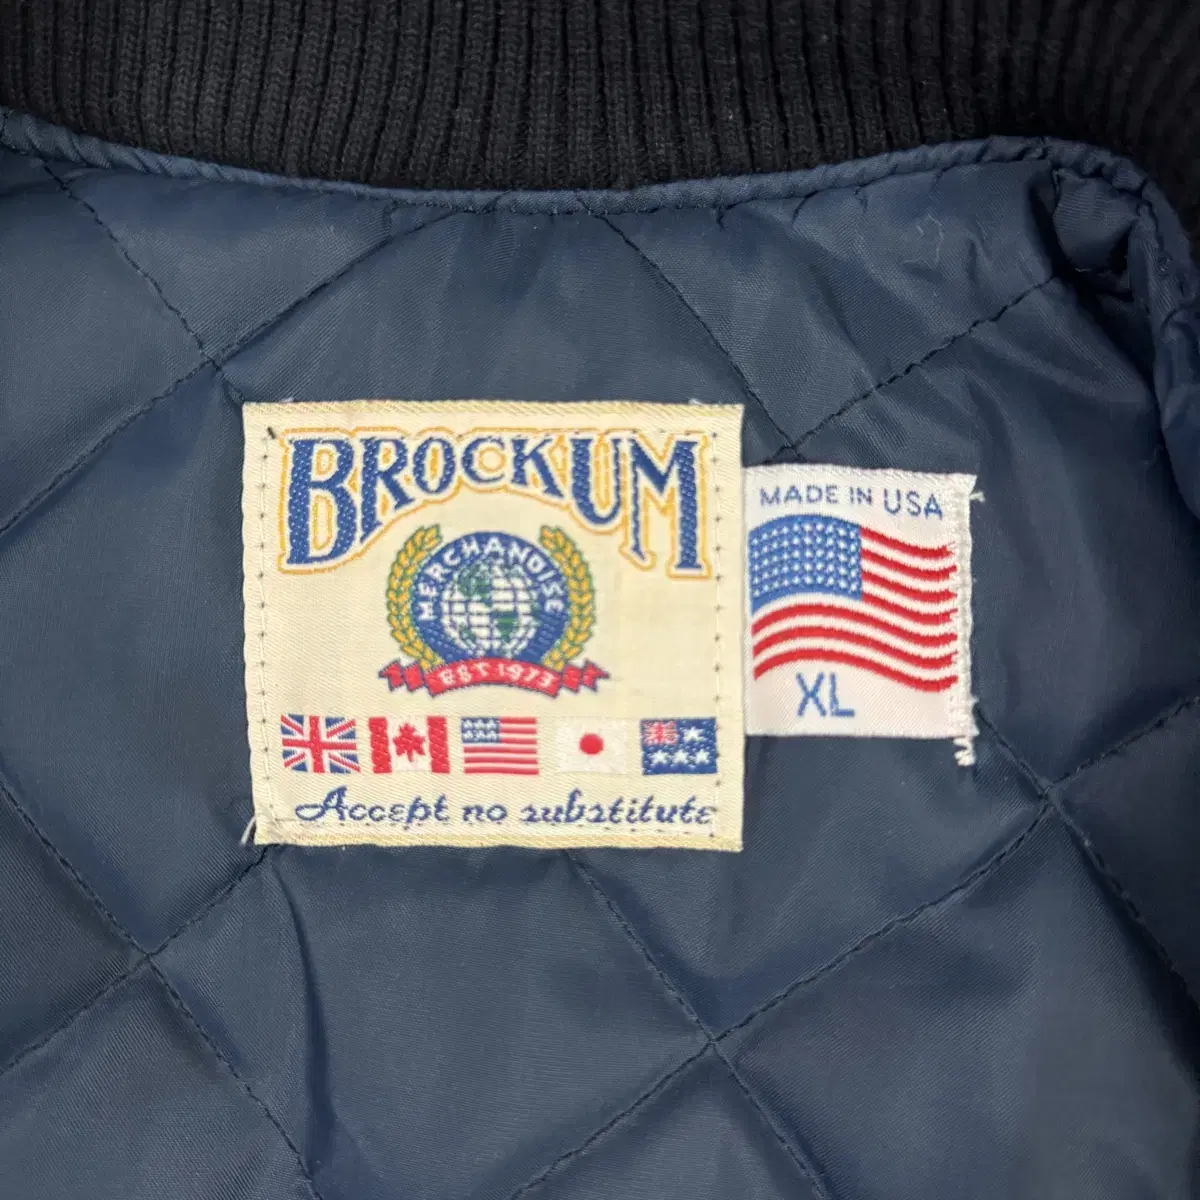 BROCKUM
MERCHANDISE
EST. 1973
Accept no substitute
MADE IN USA
XL